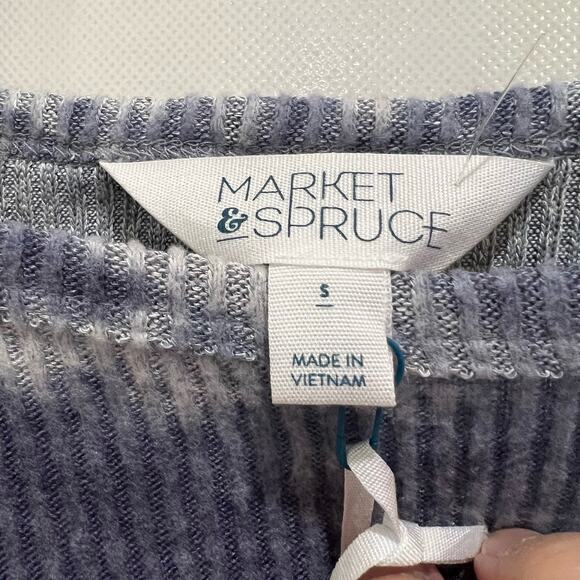 MARKET
& SPRUCE
S
MADE IN
VIETNAM